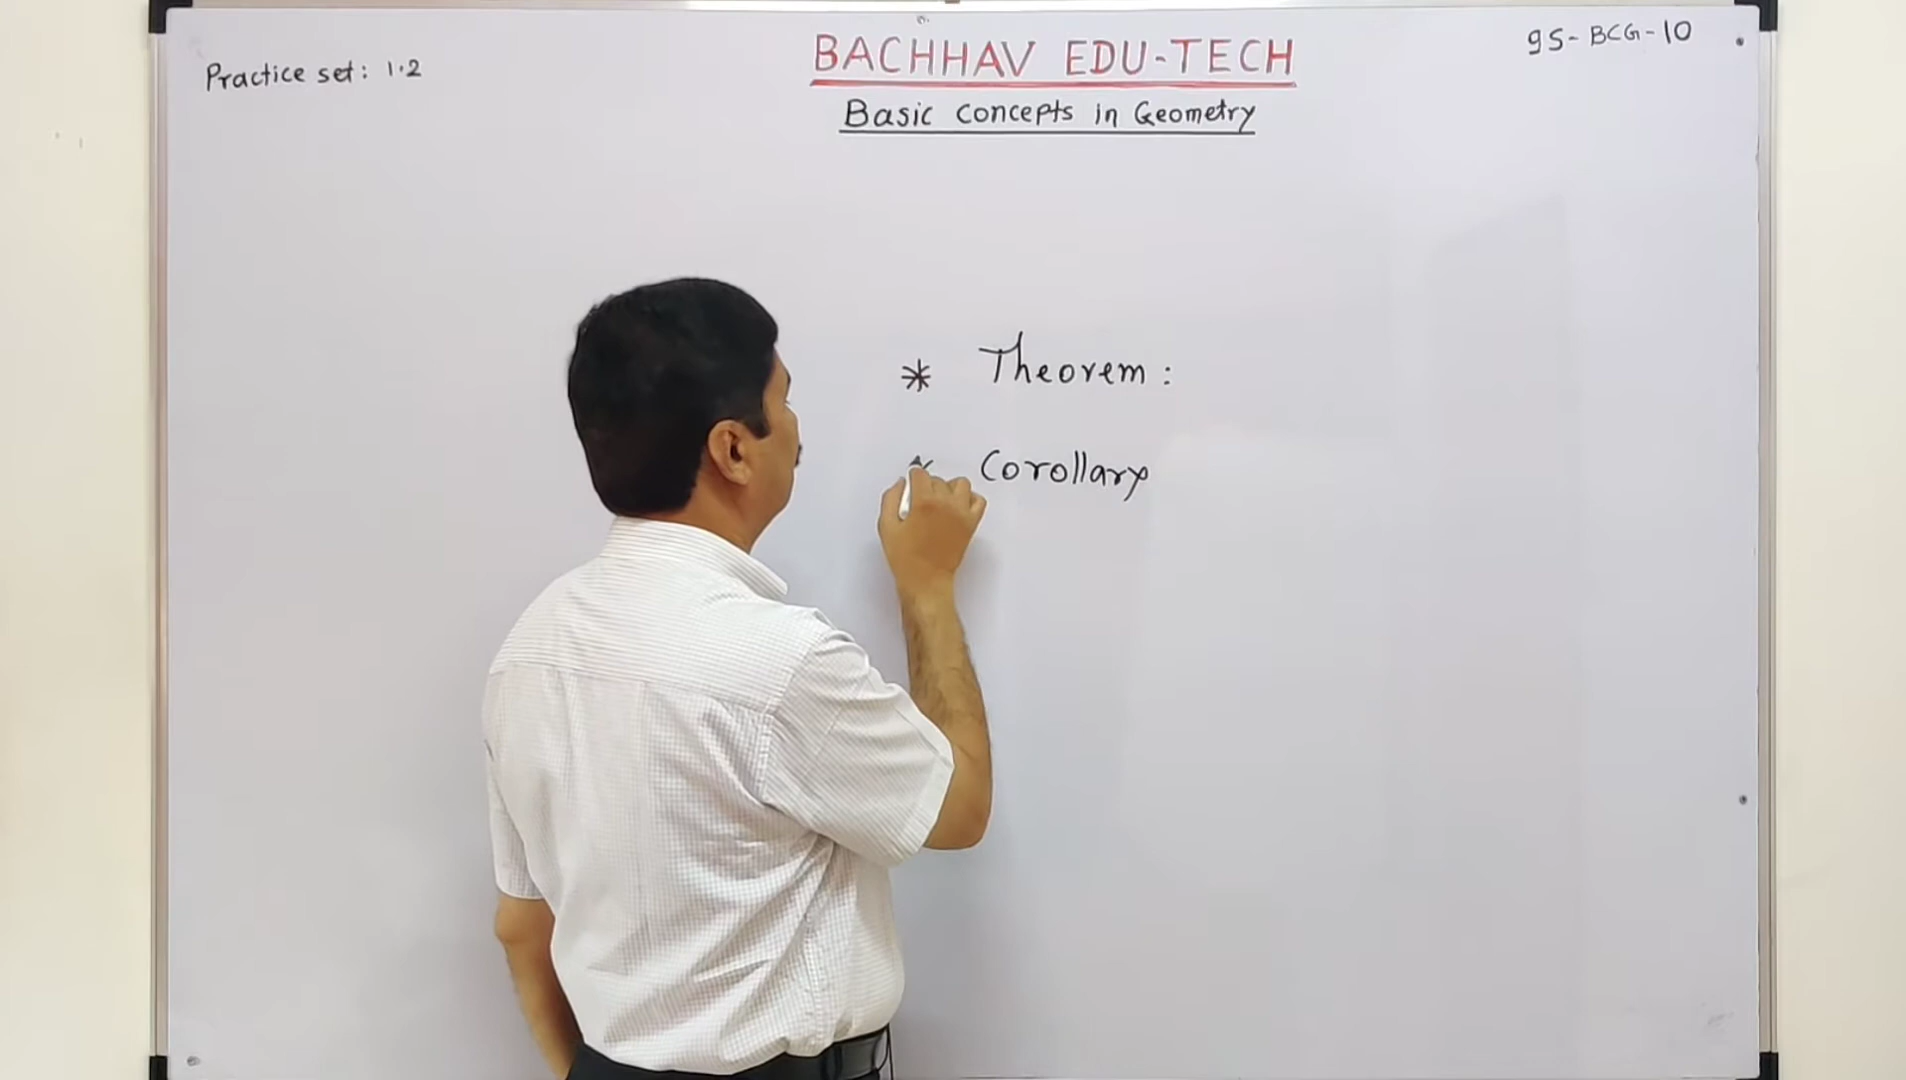 Practice set: 1.2
BACHHAV EDU-TECH
9S-BCG-10
Basic Concepts in Geometry
* Theorem :
* Corollary